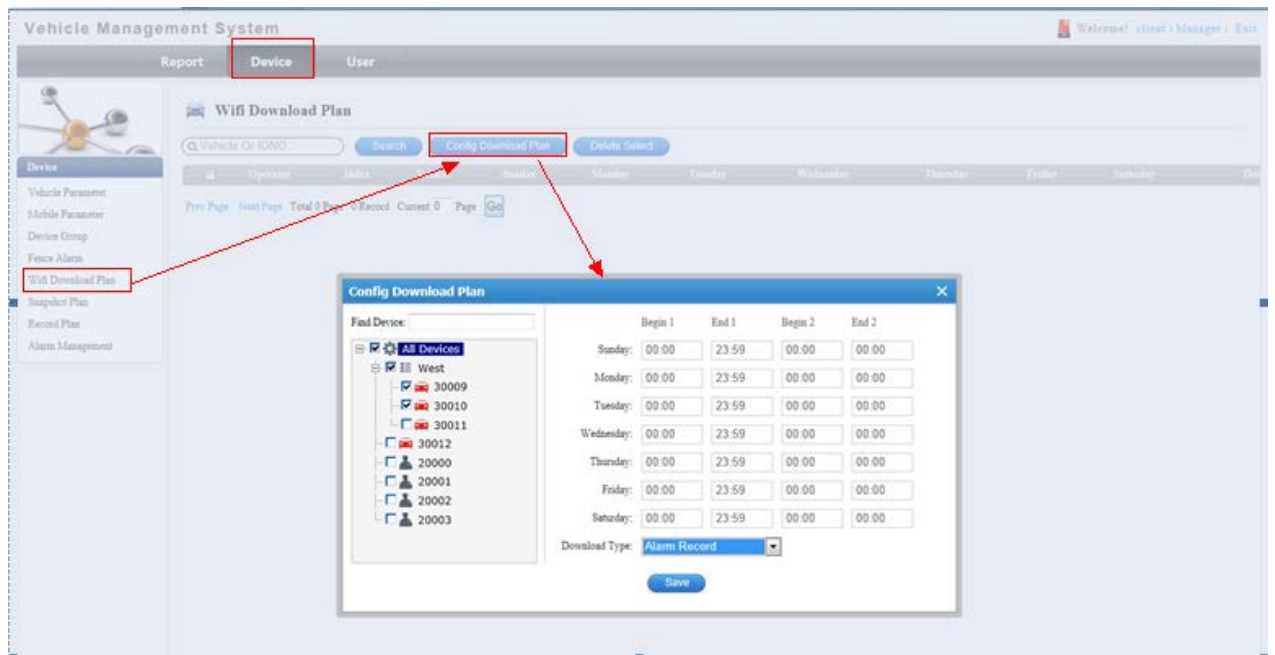 Vehicle Management System
Welcome! client ( Manager ) Exit
Report Device User
Wifi Download Plan
Vehicle Or IDNO Search Config Download Plan Delete Select
Device
Operator Index Sunday Monday Tuesday Wednesday Thursday Friday Saturday
Vehicle Parameter
Mobile Parameter
Prev Page Next Page Total 0 Page 0 Record Current 0 Page Go
Device Group
Fence Alarm
Wifi Download Plan
Snapshot Plan
Record Plan
Alarm Management
Config Download Plan
Find Device:
All Devices
West
30009
30010
30011
30012
20000
20001
20002
20003
Begin 1 End 1 Begin 2 End 2
Sunday: 00:00 23:59 00:00 00:00
Monday: 00:00 23:59 00:00 00:00
Tuesday: 00:00 23:59 00:00 00:00
Wednesday: 00:00 23:59 00:00 00:00
Thursday: 00:00 23:59 00:00 00:00
Friday: 00:00 23:59 00:00 00:00
Saturday: 00:00 23:59 00:00 00:00
Download Type: Alarm Record
Save